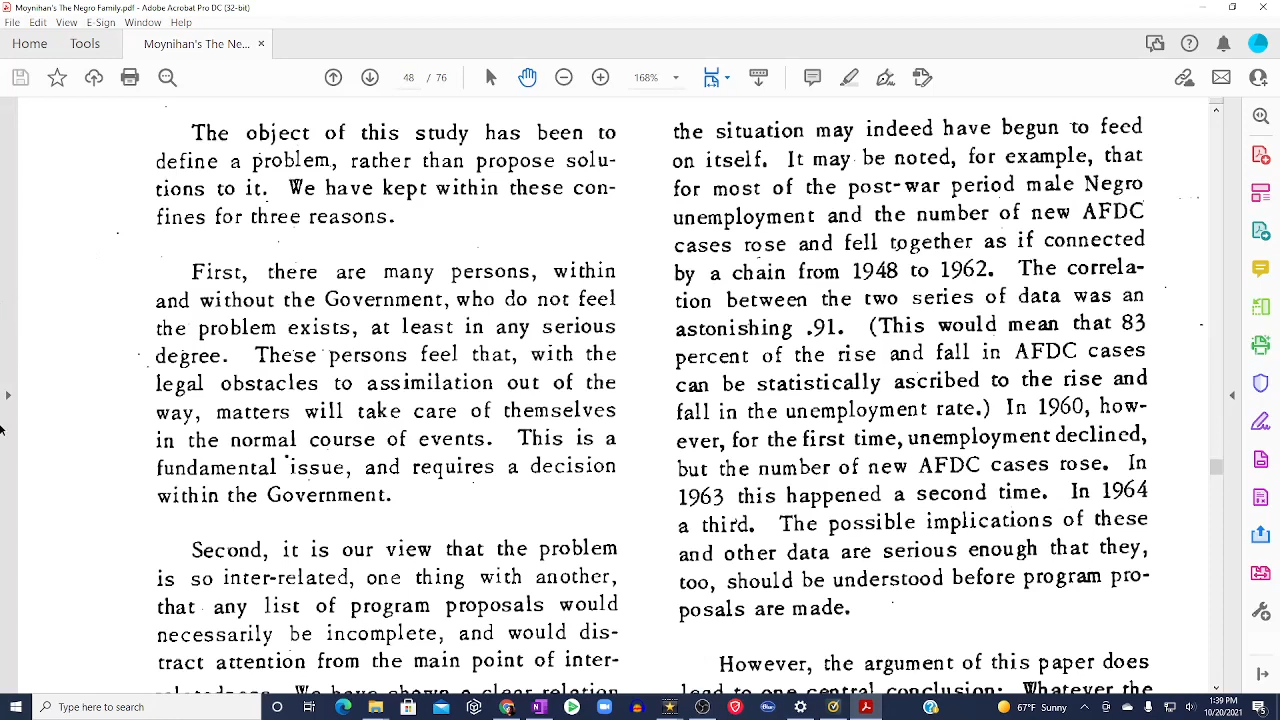 Moynihan's The Negro Family.pdf - Adobe Acrobat Pro DC (32-bit)
File Edit View E-Sign Window Help
Home Tools Moynihan's The Ne... ×
48 / 76 168%
The object of this study has been to
define a problem, rather than propose solu-
tions to it. We have kept within these con-
fines for three reasons.
First, there are many persons, within
and without the Government, who do not feel
the problem exists, at least in any serious
degree. These persons feel that, with the
legal obstacles to assimilation out of the
way, matters will take care of themselves
in the normal course of events. This is a
fundamental issue, and requires a decision
within the Government.
Second, it is our view that the problem
is so inter-related, one thing with another,
that any list of program proposals would
necessarily be incomplete, and would dis-
tract attention from the main point of inter-
relatedness. We have shown a clear relation
the situation may indeed have begun to feed
on itself. It may be noted, for example, that
for most of the post-war period male Negro
unemployment and the number of new AFDC
cases rose and fell together as if connected
by a chain from 1948 to 1962. The correla-
tion between the two series of data was an
astonishing .91. (This would mean that 83
percent of the rise and fall in AFDC cases
can be statistically ascribed to the rise and
fall in the unemployment rate.) In 1960, how-
ever, for the first time, unemployment declined,
but the number of new AFDC cases rose. In
1963 this happened a second time. In 1964
a third. The possible implications of these
and other data are serious enough that they,
too, should be understood before program pro-
posals are made.
However, the argument of this paper does
lead to one central conclusion: Whatever the
Type here to search
67°F Sunny
1:39 PM
10/20/2021